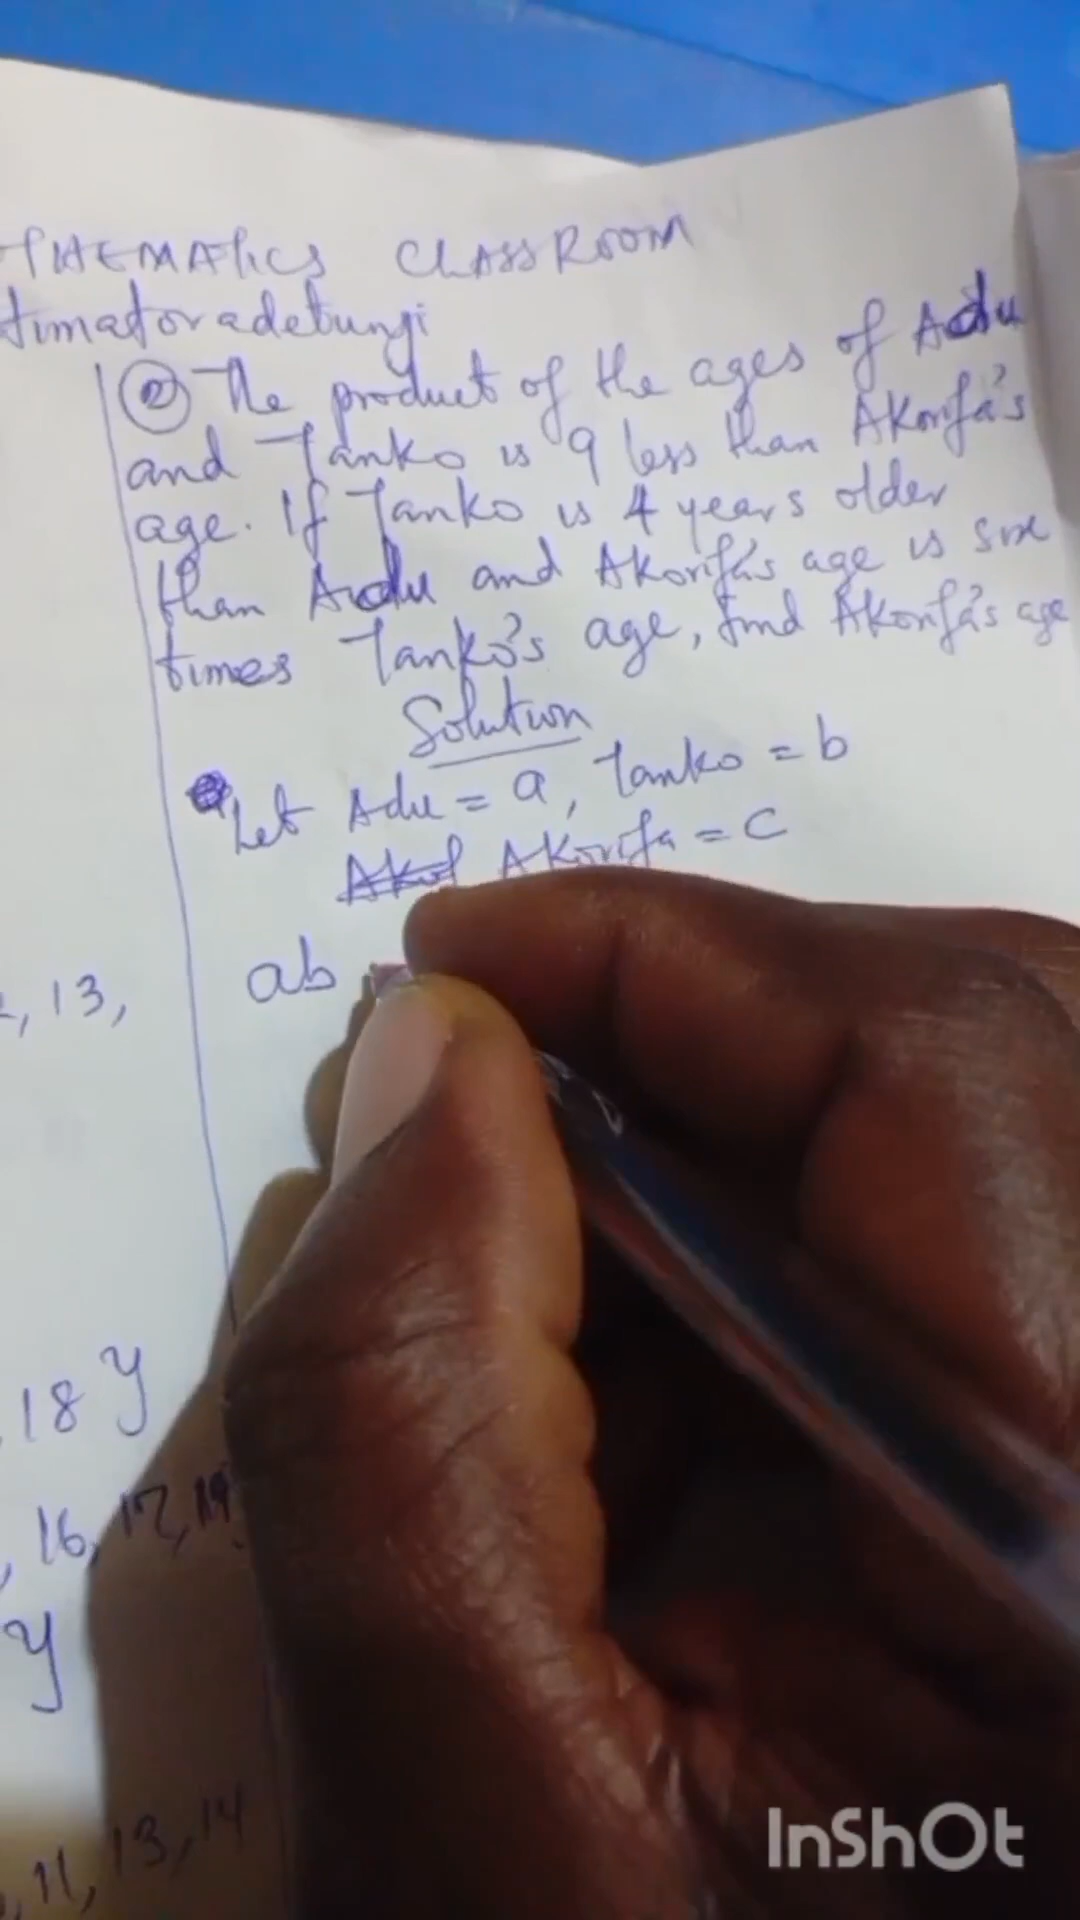 THEMATICS CLASSROOM
timatoradetunji
② The product of the ages of Adu
and Tanko is 9 less than Akorifa's
age. If Tanko is 4 years older
than Adu and Akorifa's age is six
times Tanko's age, find Akorifa's age
Solution
Let Adu = a, Tanko = b
Akorifa = c
ab
, 13,
18 y
, 16, 17, 19
y
, 11, 13, 14
InShOt